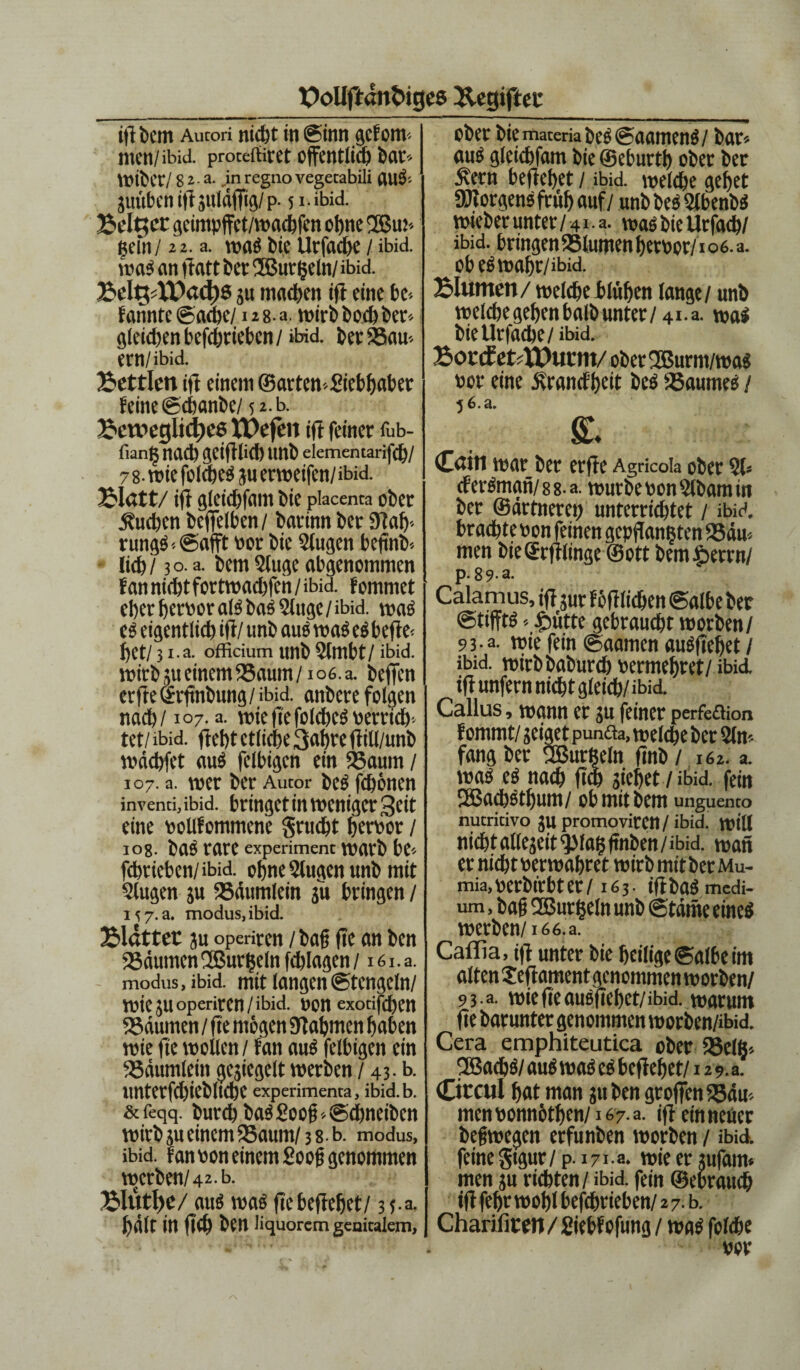 Vollständiges Register
ist dem Autori nicht in Sinn gekom-
men/ibid. protestiret offentlich dar-
wider/ 82. a. in regno vegetabili aus-
zuüben ist zuläßig/ p. 51. ibid.
Beltzer geimpffet/wachsen ohne Wur-
tzeln/ 22. a. was die Ursache / ibid.
was an statt der Wurtzeln/ ibid.
Beltz-Wachs zu machen ist eine be-
kannte Sache/ 128. a. wird doch der-
gleichen beschrieben / ibid. der Bau-
ern/ibid.
Bettlen ist einem Garten-Liebhaber
keine Schande/ 52. b.
Bewegliches Wesen ist feiner sub-
stantz nach geistlich und elementarisch/
78. wie solches zu erweisen/ ibid.
Blatt/ ist gleichsam die placenta oder
Kuchen desselben/ darinn der Nah-
rungs-Safft vor die Augen befind-
lich / 30. a. dem Auge abgenommen
kan nicht fortwachsen/ibid. kommet
eher hervor als das Auge/ibid. was
es eigentlich ist/ und aus was es beste-
het/ 31. a. officium und Ambt/ ibid.
wird zu einem Baum/ 106. a. dessen
erste Erfindung/ ibid. andere folgen
nach / 107. a. wie sie solches verrich-
tet/ ibid. steht etliche Jahre still/und
wächset aus selbigen ein Baum /
107. a. wer der Autor des schönen
inventi, ibid. bringet in weniger Zeit
eine vollkommene Frucht hervor /
108. das rare experiment ward be-
schrieben/ibid. ohne Augen und mit
Augen zu Bäumlein zu bringen /
157. a. modus, ibid.
Blätter zu operiren / daß sie an den
Bäumen Wurtzeln schlagen / 161. a.
modus, ibid. mit langen Stengeln/
wie zu operiren/ibid. von exotischen
Bäumen / sie mögen Nahmen haben
wie sie wollen / kan aus selbigen ein
Bäumlein geziegelt werden / 43. b.
unterschiedliche experimenta, ibid. b.
& seqq. durch das Looß-Schneiden
wird zu einem Baum/ 38. b. modus,
ibid. kan von einem Looß genommen
werden/ 42. b.
Blüthe/ aus was sie bestehet/ 35. a.
hält in sich den liquorem genitalem,
oder die materia des Saamens/ dar-
aus gleichsam die Geburth oder der
Kern bestehet / ibid. welche gehet
Morgens früh auf/ und des Abends
wieder unter/ 41. a. was die Ursach/
ibid. bringen Blumen hervor/106. a.
ob es wahr/ ibid.
Blumen/ welche blühen lange/ und
welche gehen bald unter / 41. a. was
die Ursache/ ibid.
Borcket-Wurm/ oder Wurm/was
vor eine Kranckheit des Baumes /
56. a.
C.
Cain war der erste Agricola oder A-
ckersmañ/ 88. a. wurde von Adam in
der Gärtnerey unterrichtet / ibid.
brachte von seinen gepflantzten Bäu-
men die Erstlinge Gott dem Herrn/
p. 89. a.
Calamus, ist zur köstlichen Salbe der
Stiffts-Hütte gebraucht worden/
93. a. wie sein Saamen ausstehet /
ibid. wird dadurch vermehret/ ibid.
ist unsern nicht gleich/ ibid.
Callus, wann er zu seiner perfection
kommt/ zeiget puncta, welche der An-
fang der Wurtzeln sind / 162. a.
was es nach sich ziehet / ibid. sein
Wachsthum/ ob mit dem unguento
nutritivo zu promoviren/ ibid. will
nicht allezeit Platz finden/ ibid. wañ
er nicht verwahret wird mit der Mu-
mia, verdirbt er/ 163. ist das medi-
um, daß Wurtzeln und Stäme eines
werden/ 166. a.
Cassia, ist unter die heilige Salbe im
alten Testament genommen worden/
93. a. wie sie ausstehet/ibid. warum
sie darunter genommen worden/ibid.
Cera emphiteutica oder Beltz-
Wachs/ aus was es bestehet/ 129. a.
Circul hat man zu den grossen Bäu-
men vonnöthen/ 167. a. ist ein neuer
deßwegen erfunden worden / ibid.
seine Figur / p. 171. a. wie er zusam-
men zu richten/ ibid. sein Gebrauch
ist sehr wohl beschrieben/ 27. b.
Charisiren / Liebkosung / was solche
vor